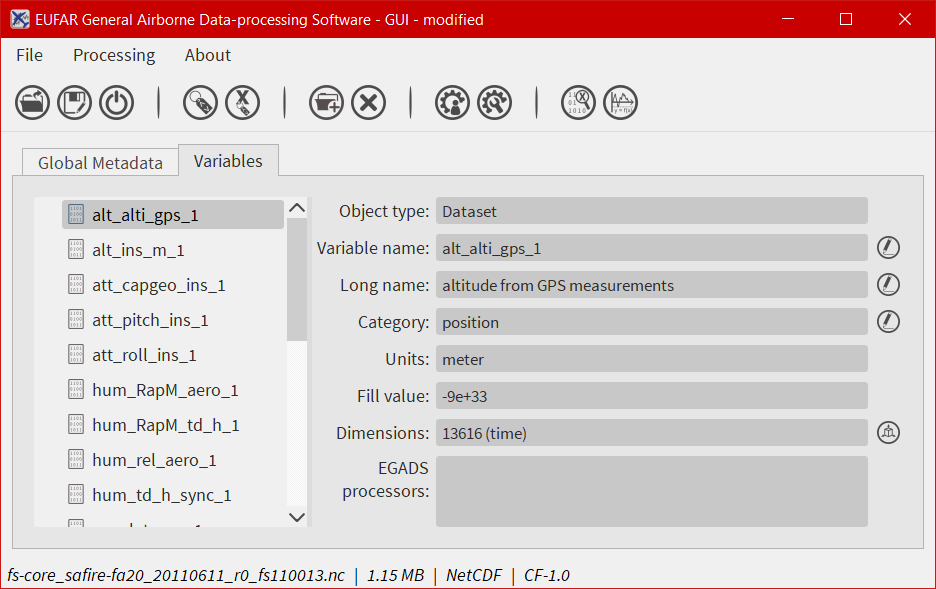 EUFAR General Airborne Data-processing Software - GUI - modified
File Processing About
Global Metadata Variables
alt_alti_gps_1
alt_ins_m_1
att_capgeo_ins_1
att_pitch_ins_1
att_roll_ins_1
hum_RapM_aero_1
hum_RapM_td_h_1
hum_rel_aero_1
hum_td_h_sync_1
Object type: Dataset
Variable name: alt_alti_gps_1
Long name: altitude from GPS measurements
Category: position
Units: meter
Fill value: -9e+33
Dimensions: 13616 (time)
EGADS
processors:
fs-core_safire-fa20_20110611_r0_fs110013.nc | 1.15 MB | NetCDF | CF-1.0